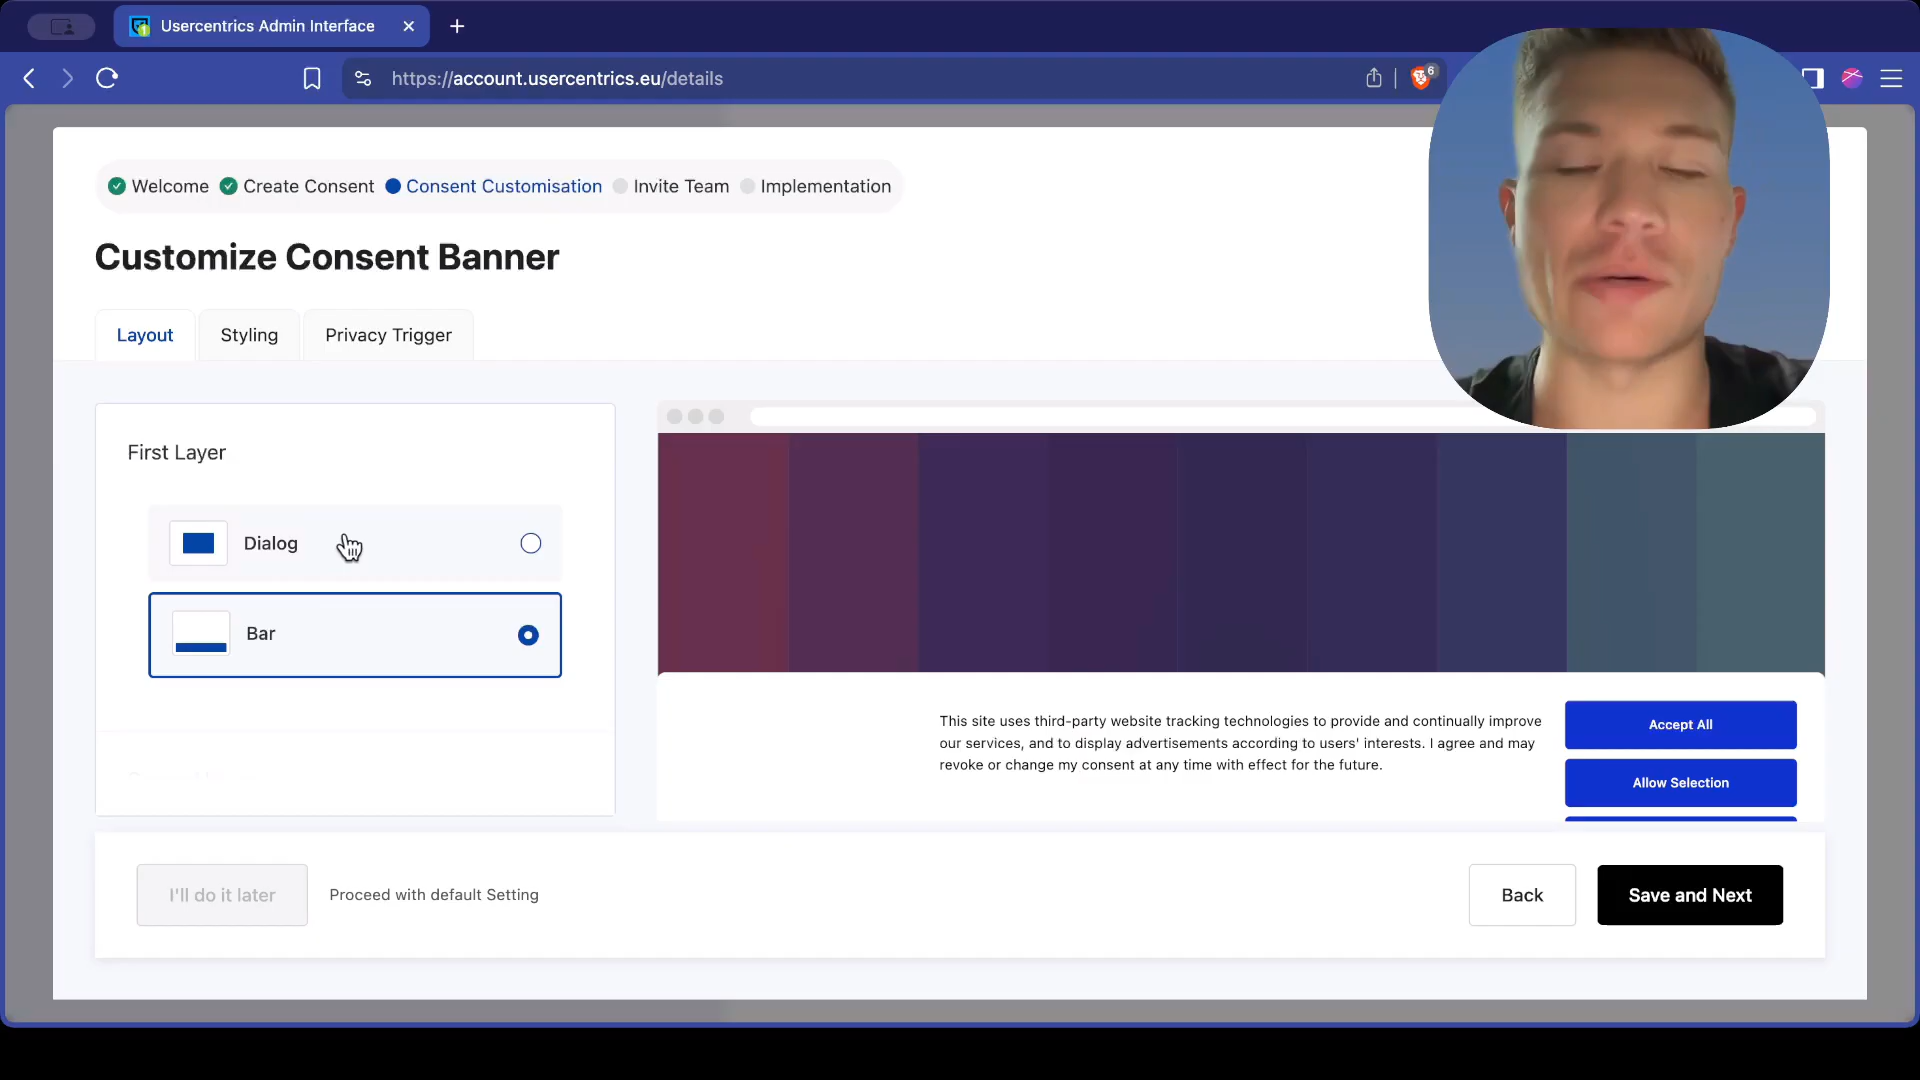 Usercentrics Admin Interface
https://account.usercentrics.eu/details
6
Welcome Create Consent Consent Customisation Invite Team Implementation
Customize Consent Banner
Layout Styling Privacy Trigger
First Layer
Dialog
Bar
This site uses third-party website tracking technologies to provide and continually improve
our services, and to display advertisements according to users' interests. I agree and may
revoke or change my consent at any time with effect for the future.
Accept All
Allow Selection
I'll do it later
Proceed with default Setting
Back
Save and Next